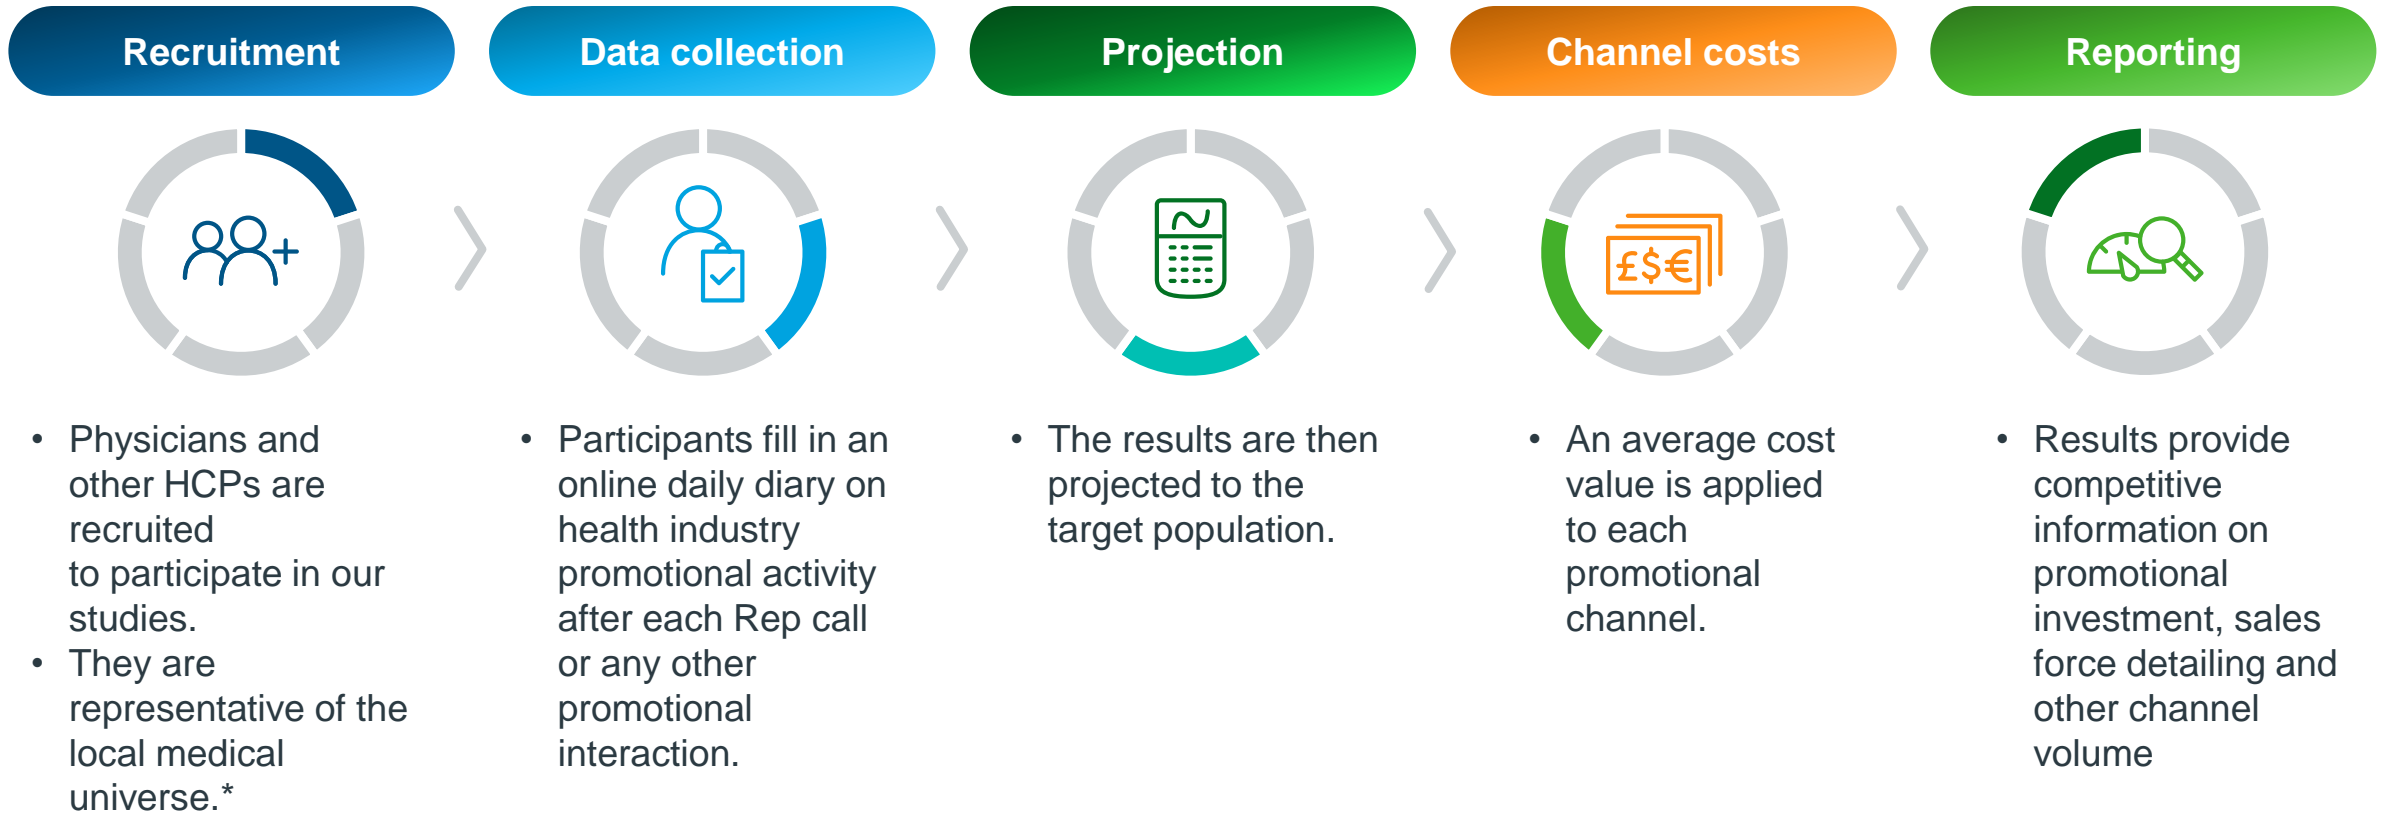 Recruitment
Data collection
Projection
Channel costs
Reporting
£$€
• Physicians and
other HCPs are
recruited
to participate in our
studies.
• They are
representative of the
local medical
universe.*
• Participants fill in an
online daily diary on
health industry
promotional activity
after each Rep call
or any other
promotional
interaction.
• The results are then
projected to the
target population.
• An average cost
value is applied
to each
promotional
channel.
• Results provide
competitive
information on
promotional
investment, sales
force detailing and
other channel
volume